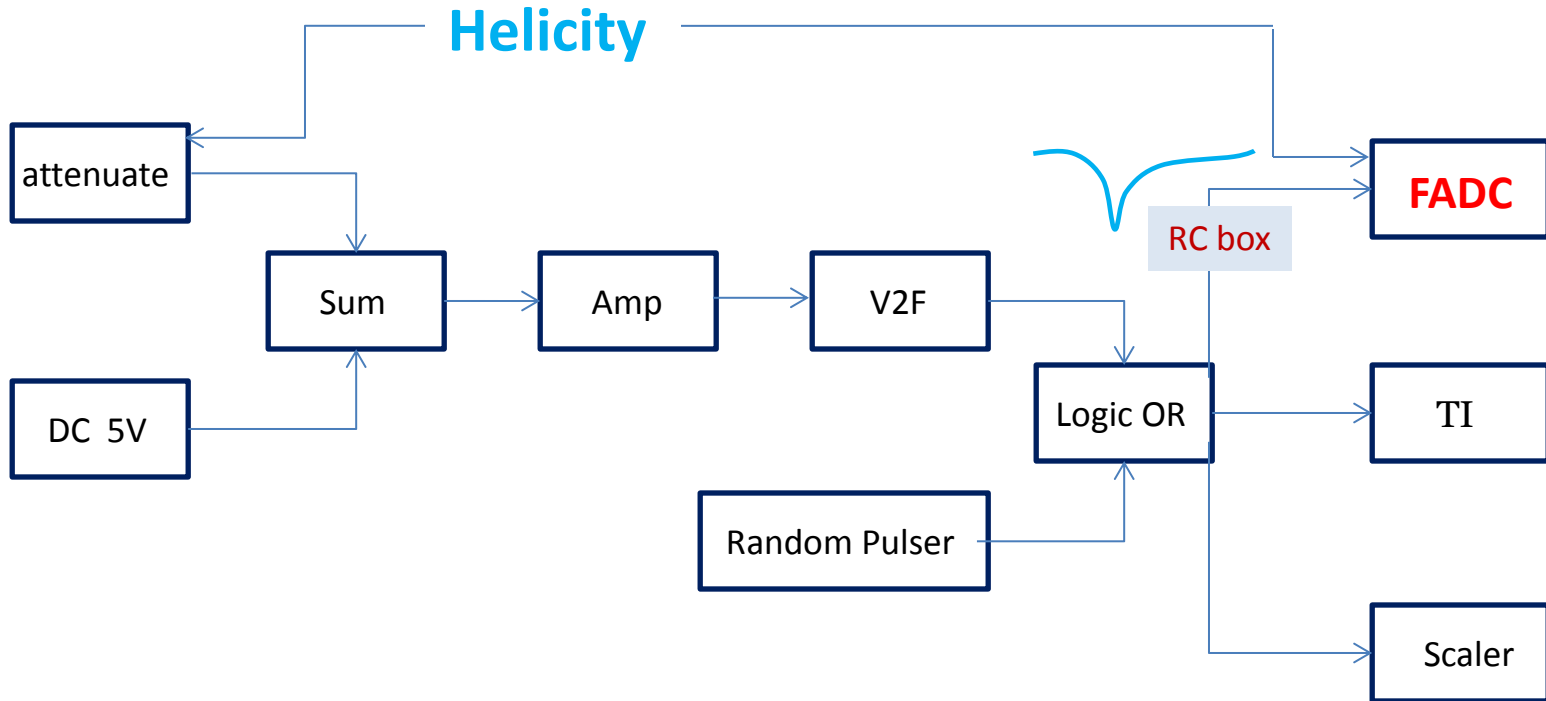 Helicity
attenuate
FADC
RC box
Sum
Amp
V2F
DC 5V
Logic OR
TI
Random Pulser
Scaler